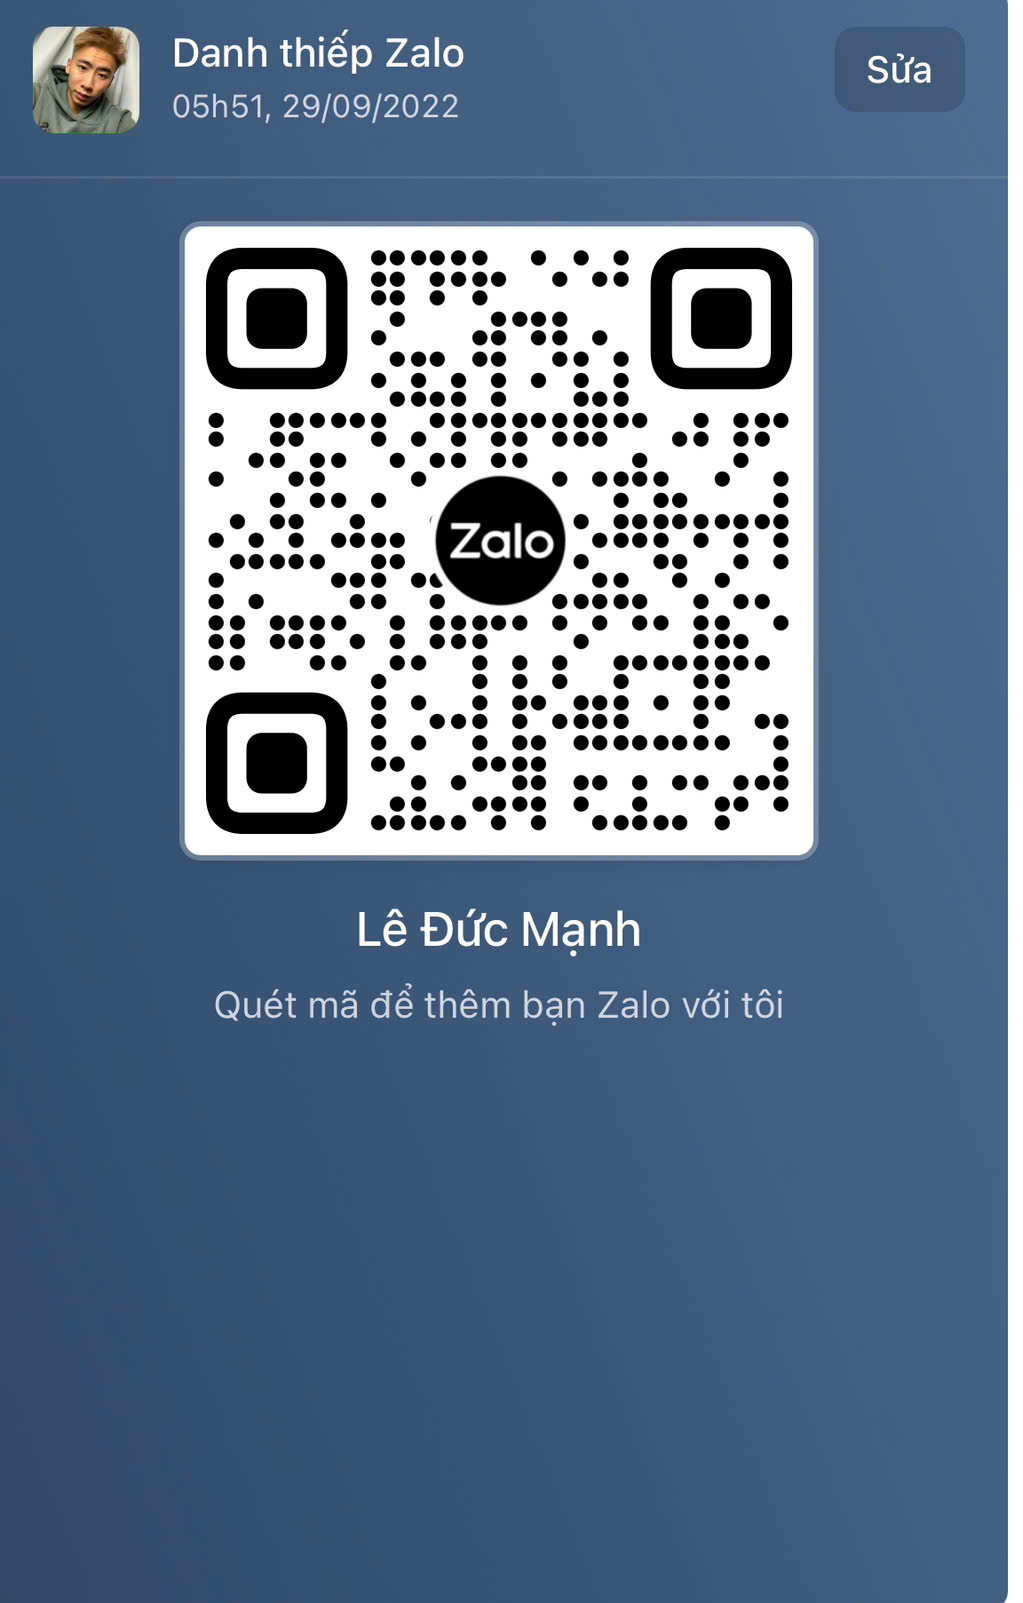 Danh thiếp Zalo
Sửa
05h51, 29/09/2022
Zalo
Lê Đức Mạnh
Quét mã để thêm bạn Zalo với tôi